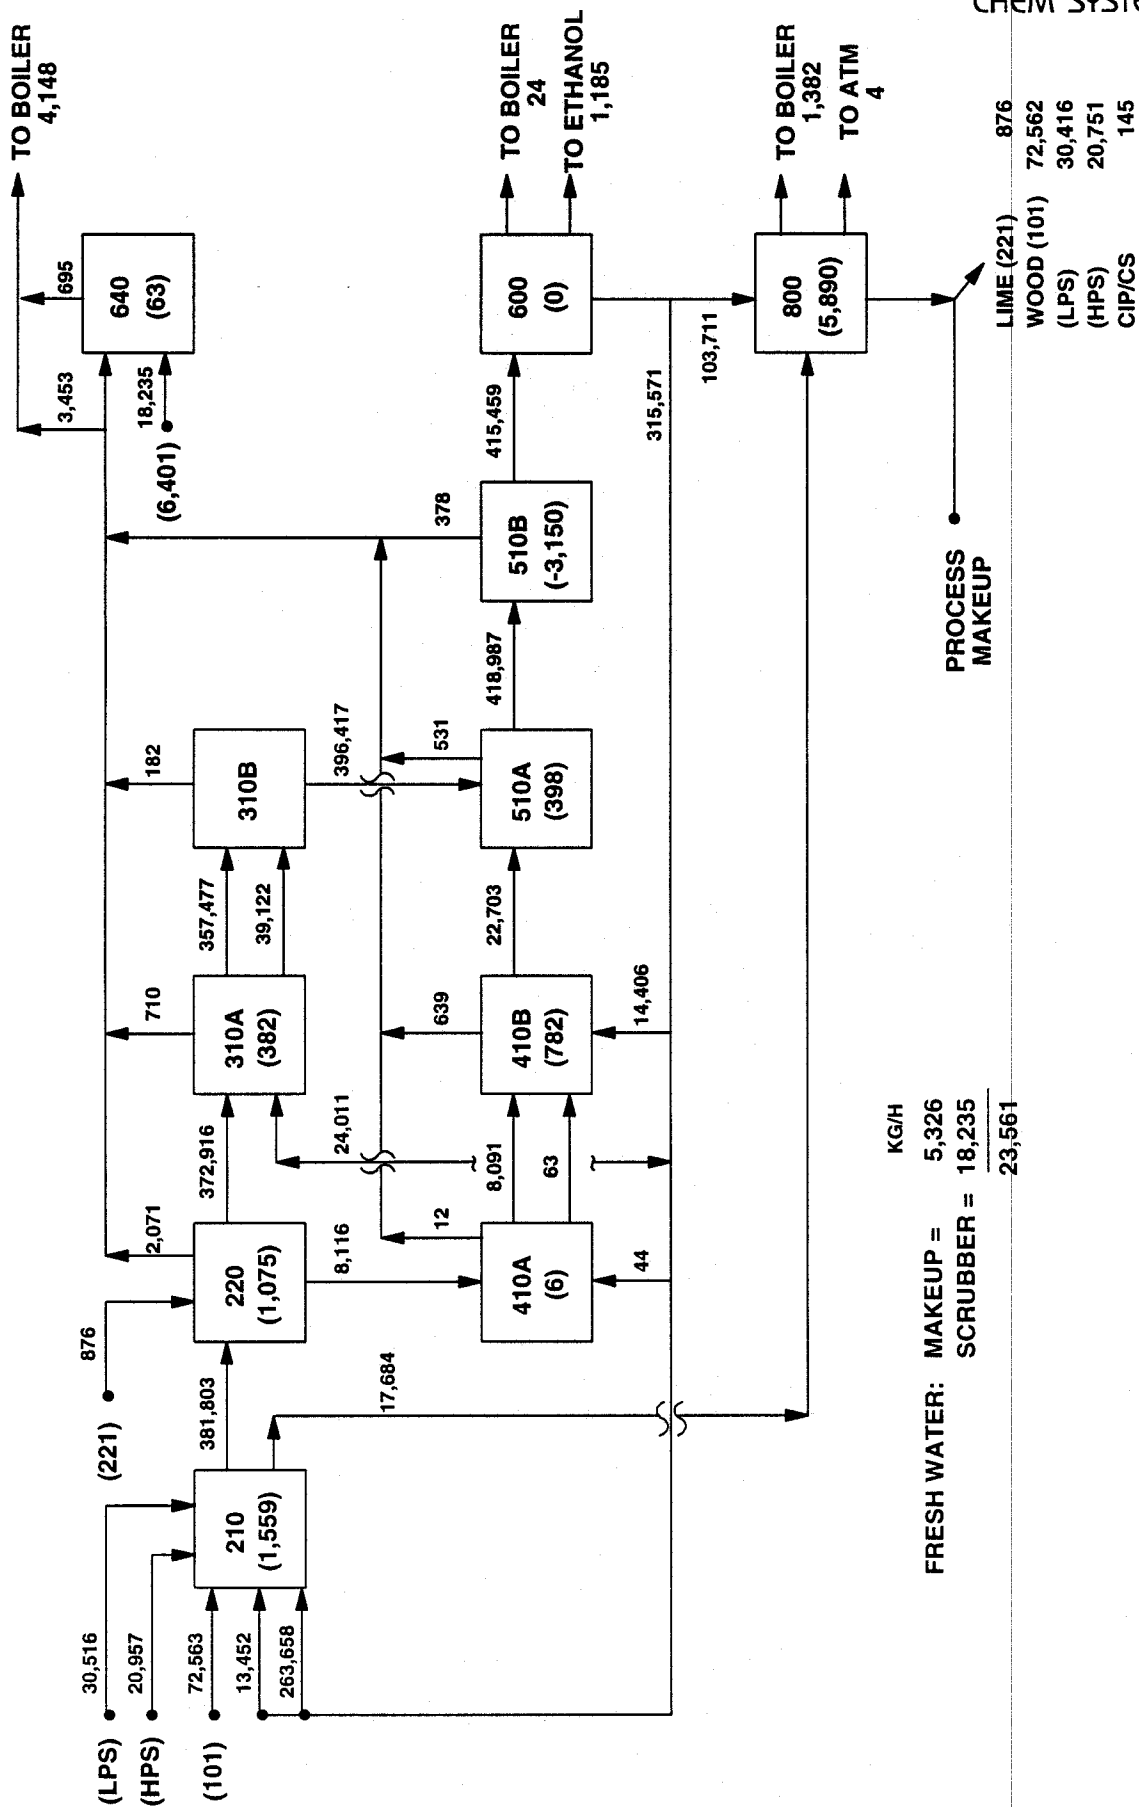 CHEM SYSTE
TO BOILER
4,148
640
(63)
695
3,453
18,235
(6,401)
TO BOILER
24
TO ETHANOL
1,185
600
(0)
415,459
378
510B
(-3,150)
418,987
TO BOILER
1,382
TO ATM
4
800
(5,890)
103,711
315,571
182
310B
396,417
531
510A
(398)
357,477
39,122
22,703
710
310A
(382)
639
410B
(782)
14,406
372,916
24,011
8,091
63
2,071
220
(1,075)
8,116
12
410A
(6)
44
876
(221)
381,803
17,684
210
(1,559)
30,516
20,957
72,563
13,452
263,658
(LPS)
(HPS)
(101)
PROCESS
MAKEUP
LIME (221) 876
WOOD (101) 72,562
(LPS) 30,416
(HPS) 20,751
CIP/CS 145
KG/H
FRESH WATER: MAKEUP = 5,326
SCRUBBER = 18,235
23,561